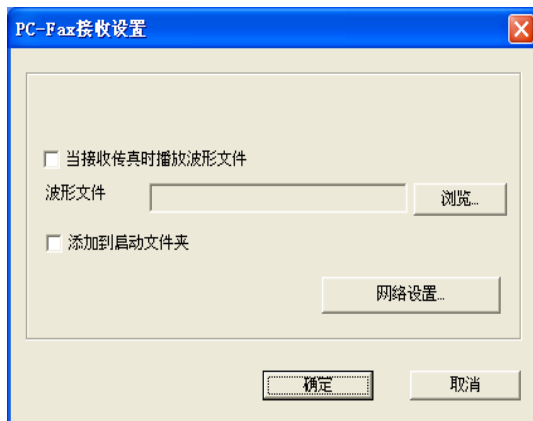 PC-Fax接收设置
当接收传真时播放波形文件
波形文件
浏览...
添加到启动文件夹
网络设置...
确定
取消